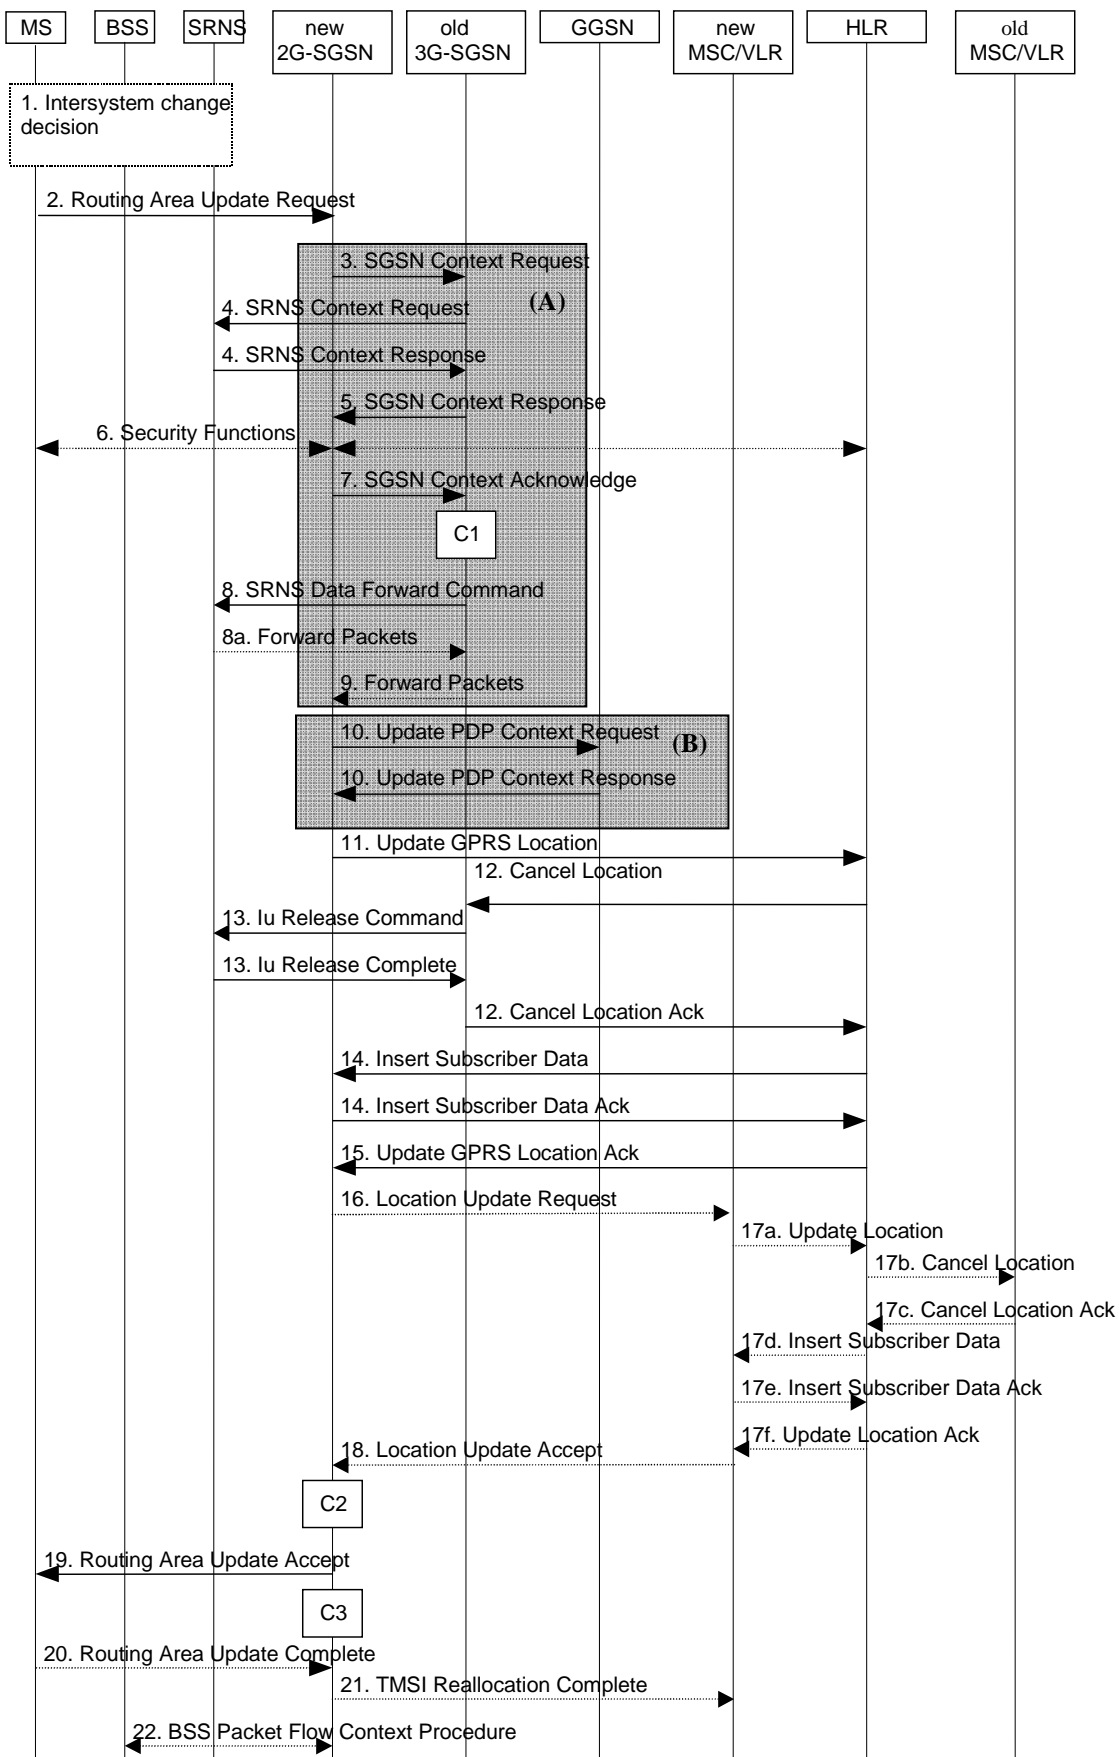 MS
BSS
SRNS
new
2G-SGSN
old
3G-SGSN
GGSN
new
MSC/VLR
HLR
old
MSC/VLR
1. Intersystem change
decision
2. Routing Area Update Request
3. SGSN Context Request
(A)
4. SRNS Context Request
4. SRNS Context Response
5. SGSN Context Response
6. Security Functions
7. SGSN Context Acknowledge
C1
8. SRNS Data Forward Command
8a. Forward Packets
9. Forward Packets
10. Update PDP Context Request
(B)
10. Update PDP Context Response
11. Update GPRS Location
12. Cancel Location
13. Iu Release Command
13. Iu Release Complete
12. Cancel Location Ack
14. Insert Subscriber Data
14. Insert Subscriber Data Ack
15. Update GPRS Location Ack
16. Location Update Request
17a. Update Location
17b. Cancel Location
17c. Cancel Location Ack
17d. Insert Subscriber Data
17e. Insert Subscriber Data Ack
17f. Update Location Ack
18. Location Update Accept
C2
19. Routing Area Update Accept
C3
20. Routing Area Update Complete
21. TMSI Reallocation Complete
22. BSS Packet Flow Context Procedure